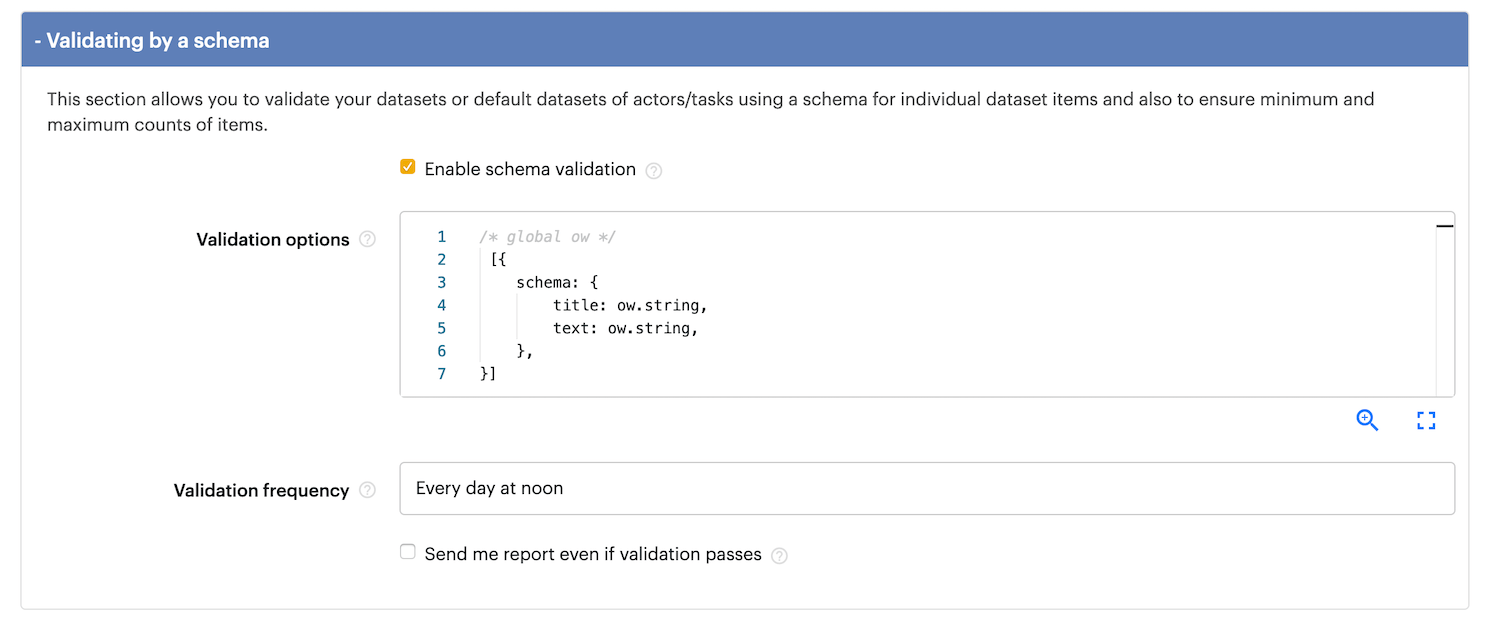 - Validating by a schema
This section allows you to validate your datasets or default datasets of actors/tasks using a schema for individual dataset items and also to ensure minimum and
maximum counts of items.
Enable schema validation ?
Validation options ?
1 /* global ow */
2 [{
3 schema: {
4 title: ow.string,
5 text: ow.string,
6 },
7 }]
Validation frequency ? Every day at noon
Send me report even if validation passes ?